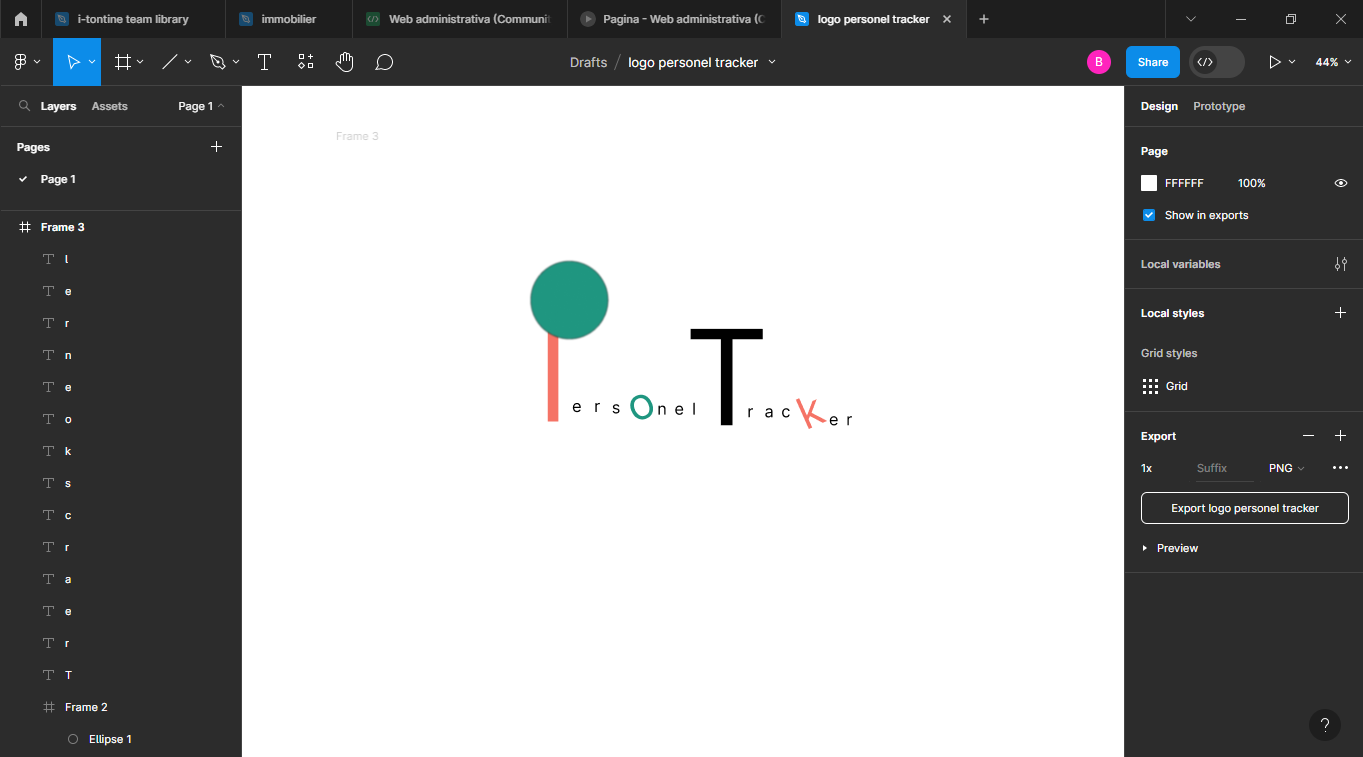 i-tontine team library
immobilier
Web administrativa (Communi
Pagina - Web administrativa (C
logo personel tracker
Drafts / logo personel tracker
B
Share
44%
Layers
Assets
Page 1
Design
Prototype
Pages
Page 1
Frame 3
l
e
r
n
e
o
k
s
c
r
a
e
r
T
Frame 2
Ellipse 1
Frame 3
ersOnel
TracKer
Page
FFFFFF 100%
Show in exports
Local variables
Local styles
Grid styles
Grid
Export
1x Suffix PNG
Export logo personel tracker
Preview
?